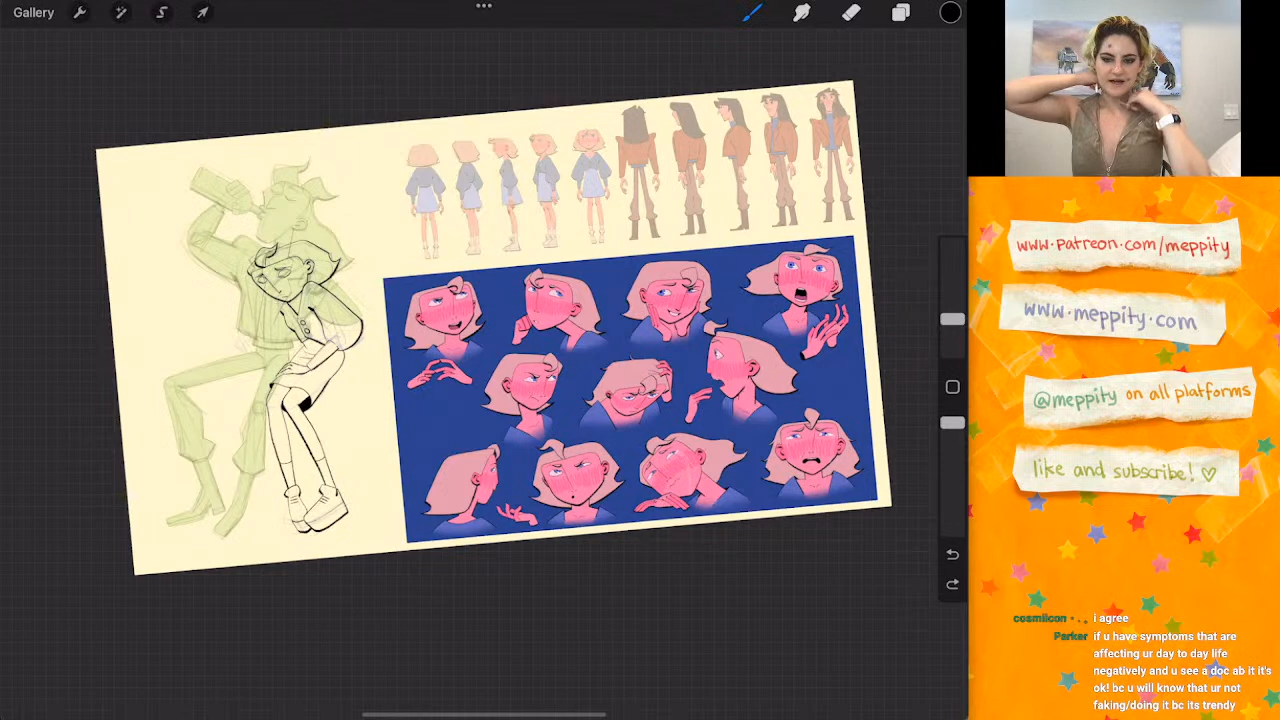 Gallery
www.patreon.com/meppity
www.meppity.com
@meppity on all platforms
like and subscribe! ♡
cosmiicon i agree
Parker if u have symptoms that are
affecting ur day to day life
negatively and u see a doc ab it it's
ok! bc u will know that ur not
faking/doing it bc its trendy